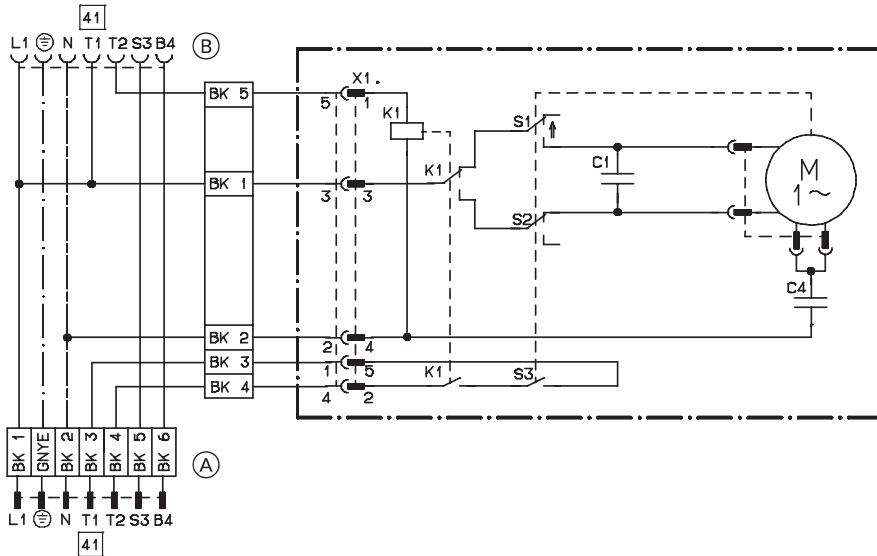 41
L1 N T1 T2 S3 B4 B
BK 5
X1.
5 1
K1
S1
C1
M
1~
BK 1
3 3
K1
S2
C4
BK 2
2 4
BK 3
1 5
BK 4
4 2
K1
S3
BK 1
GNYE
BK 2
BK 3
BK 4
BK 5
BK 6
A
L1 N T1 T2 S3 B4
41